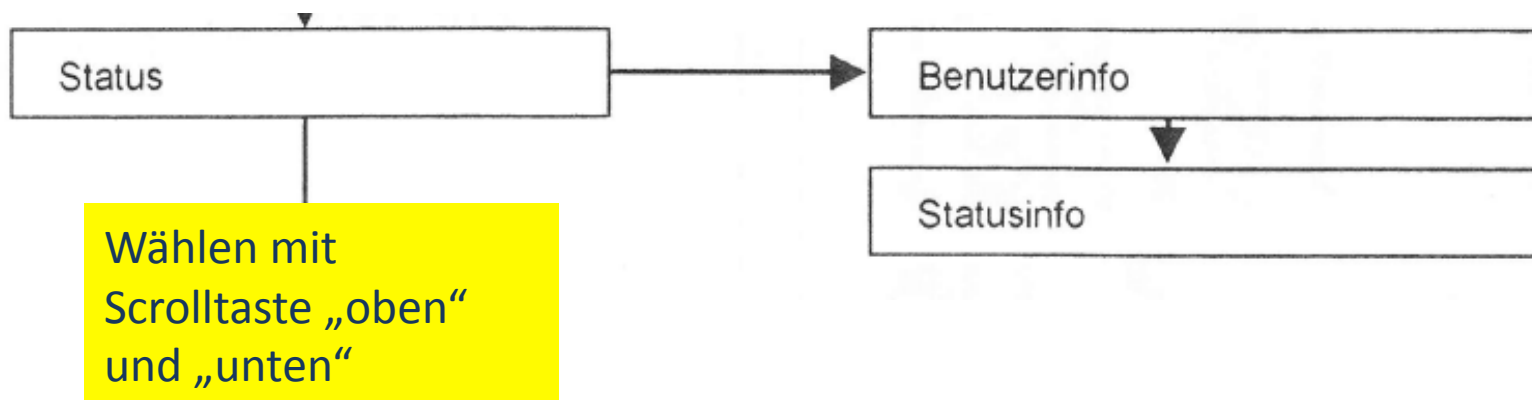 Status
Benutzerinfo
Statusinfo
Wählen mit
Scrolltaste „oben“
und „unten“